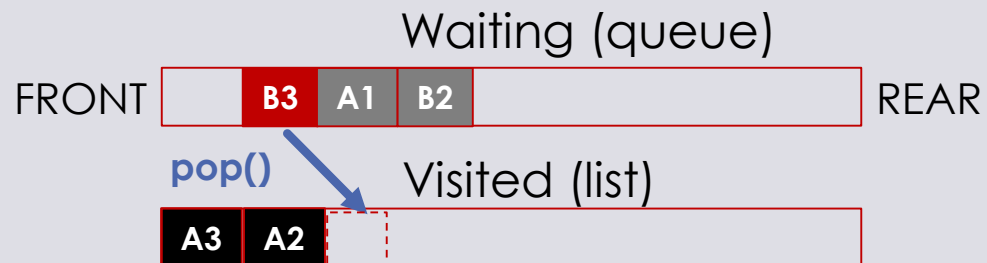 Waiting (queue)
FRONT B3 A1 B2 REAR
pop() Visited (list)
A3 A2